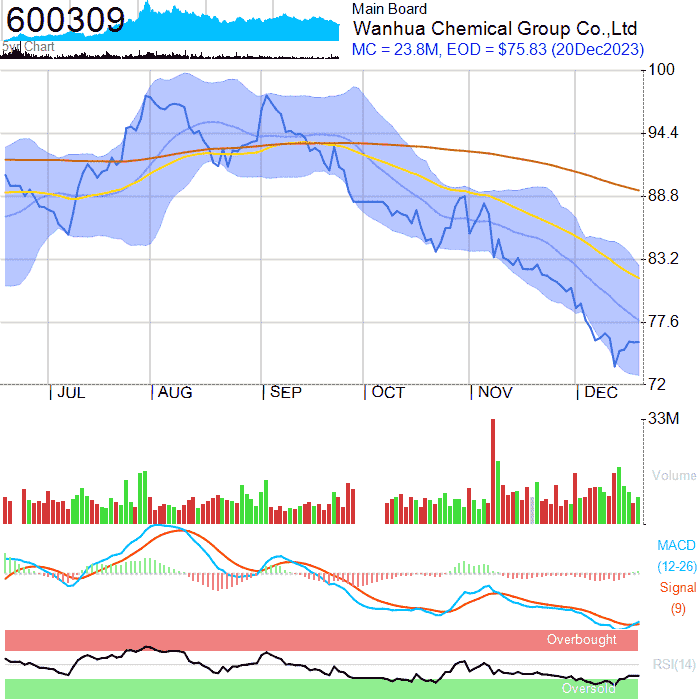 600309
5yr Chart
Main Board
Wanhua Chemical Group Co.,Ltd
MC = 23.8M, EOD = $75.83 (20Dec2023)
100
94.4
88.8
83.2
77.6
72
JUL
AUG
SEP
OCT
NOV
DEC
33M
Volume
MACD
(12-26)
Signal
(9)
Overbought
RSI(14)
Oversold